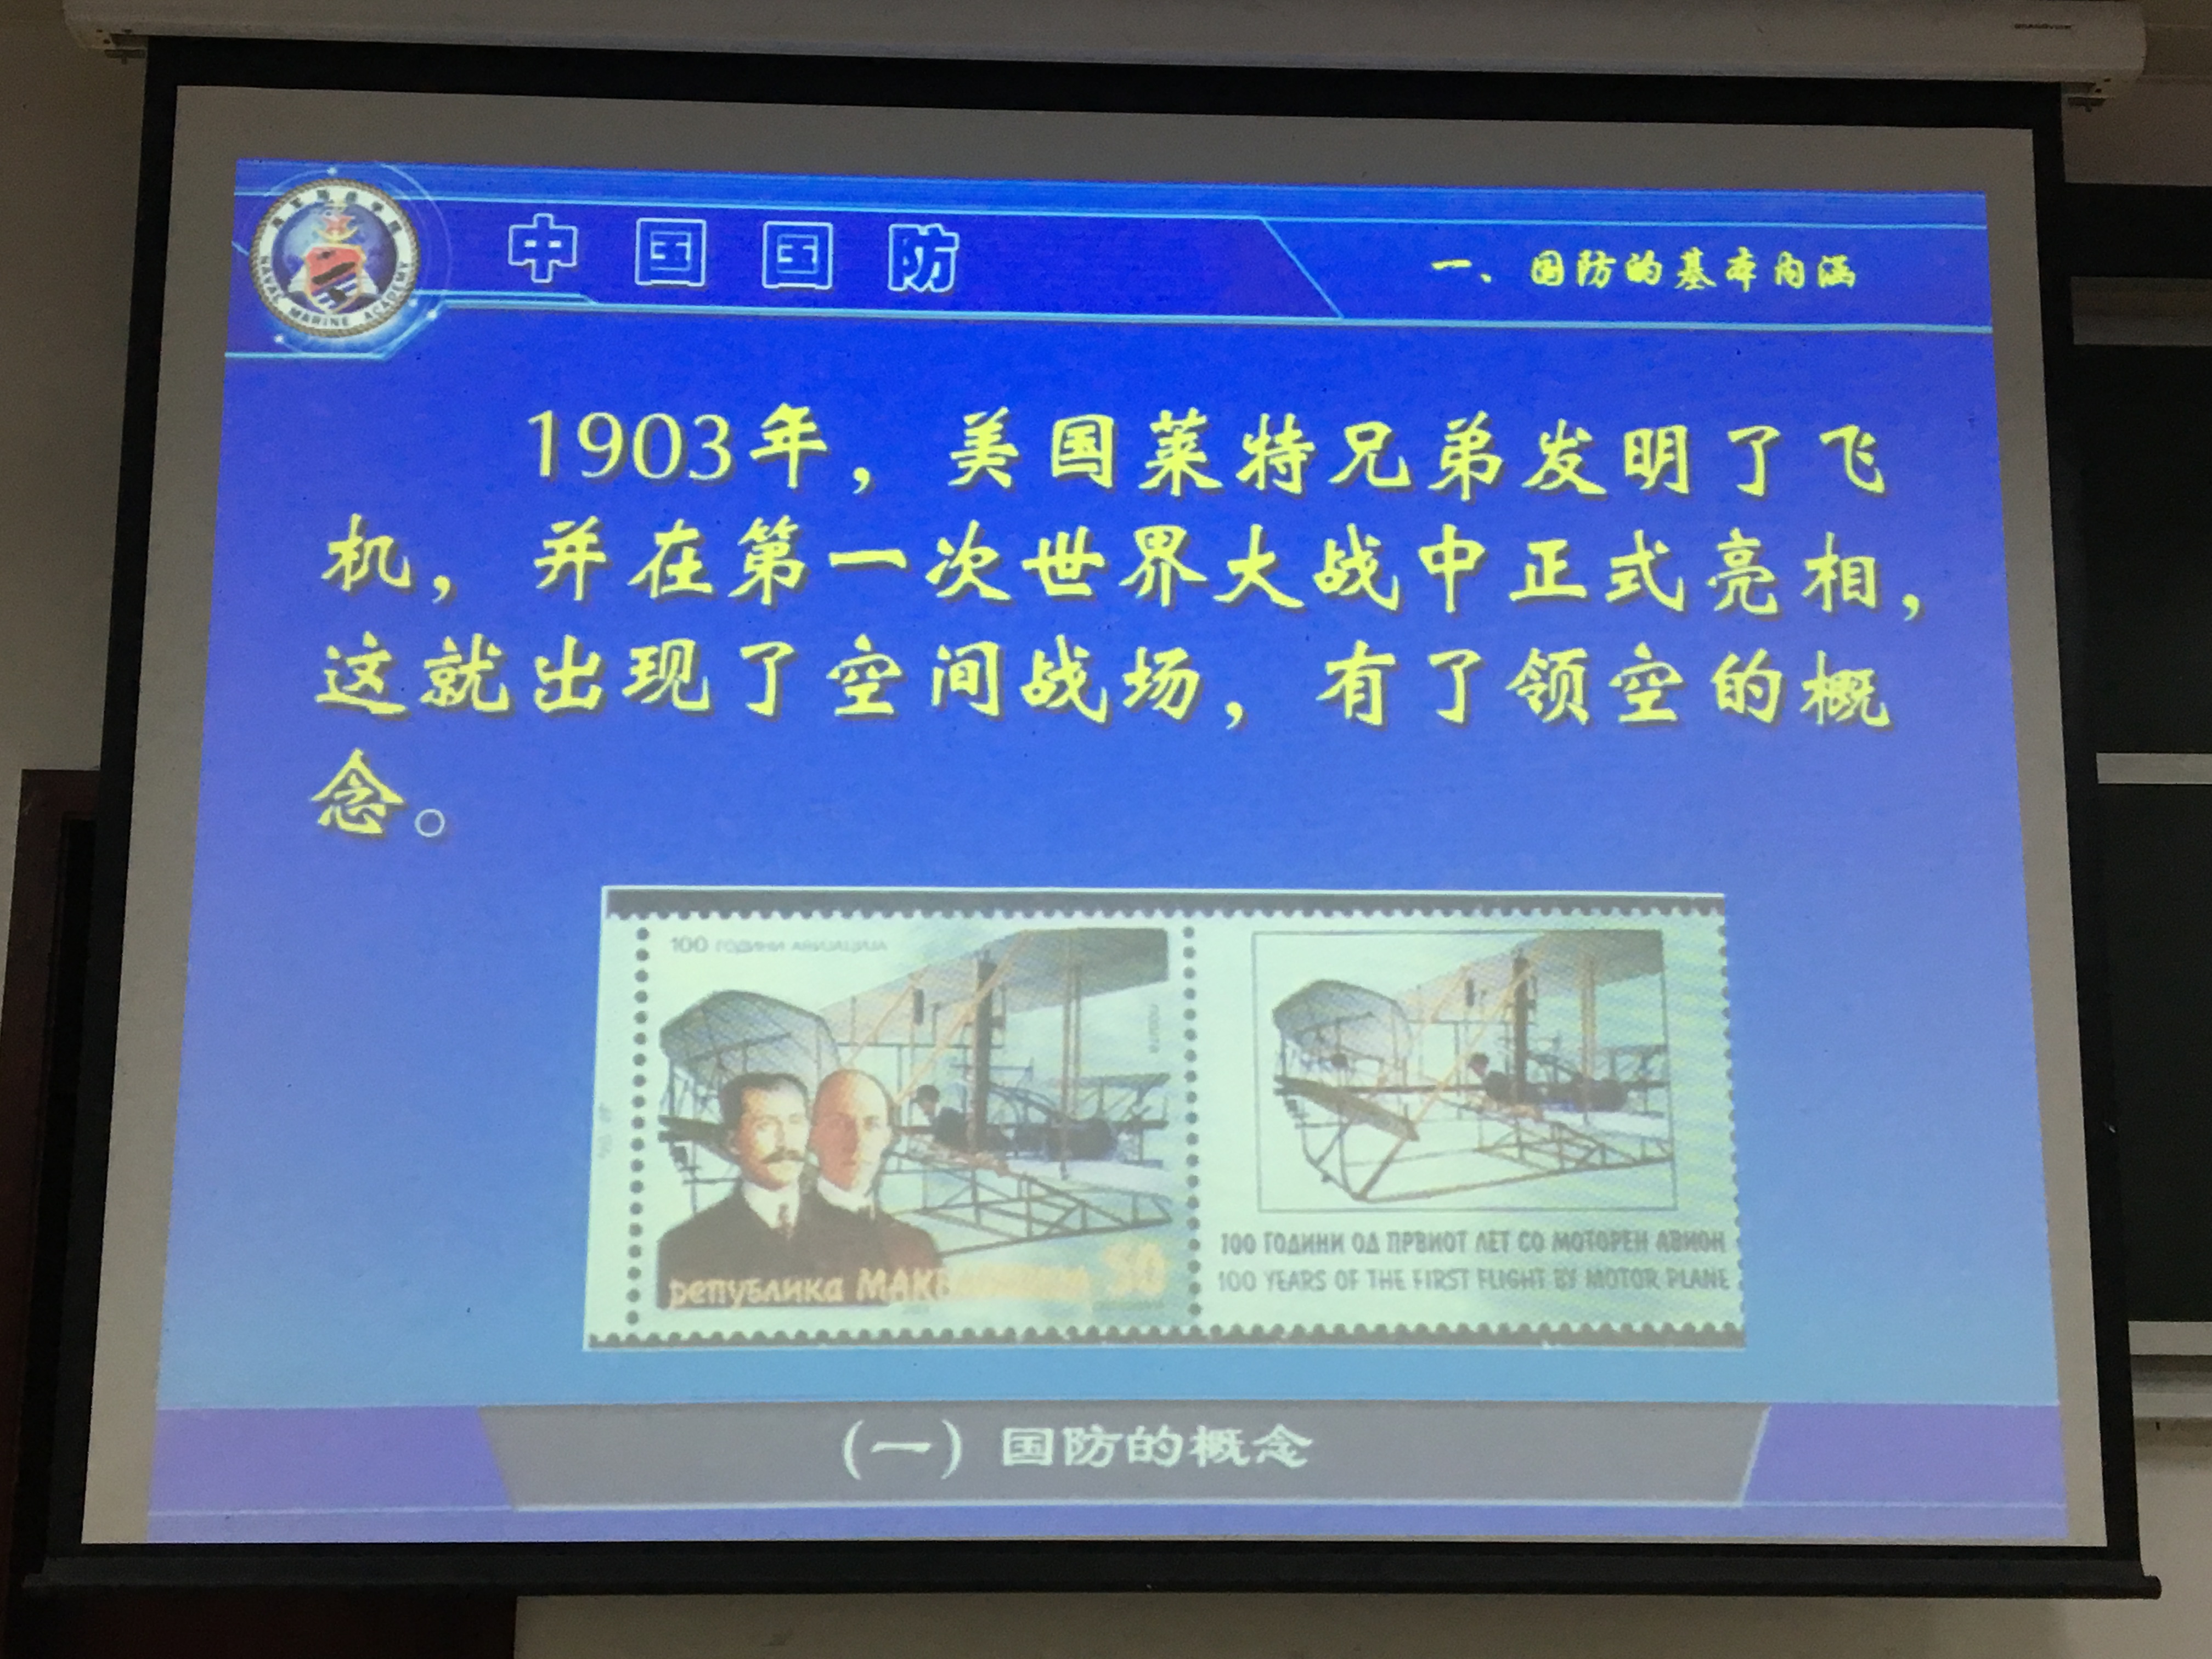 中国国防
一、国防的基本内涵
NAVAL MARINE ACADEMY
1903年，美国莱特兄弟发明了飞
机，并在第一次世界大战中正式亮相，
这就出现了空间战场，有了领空的概
念。
100 ГОДИНИ АВИЈАЦИЈА
ПОШТА
република МАКЕДОНИЈА 50
100 ГОДИНИ ОД ПРВИОТ ЛЕТ СО МОТОРЕН АВИОН
100 YEARS OF THE FIRST FLIGHT BY MOTOR PLANE
（一）国防的概念